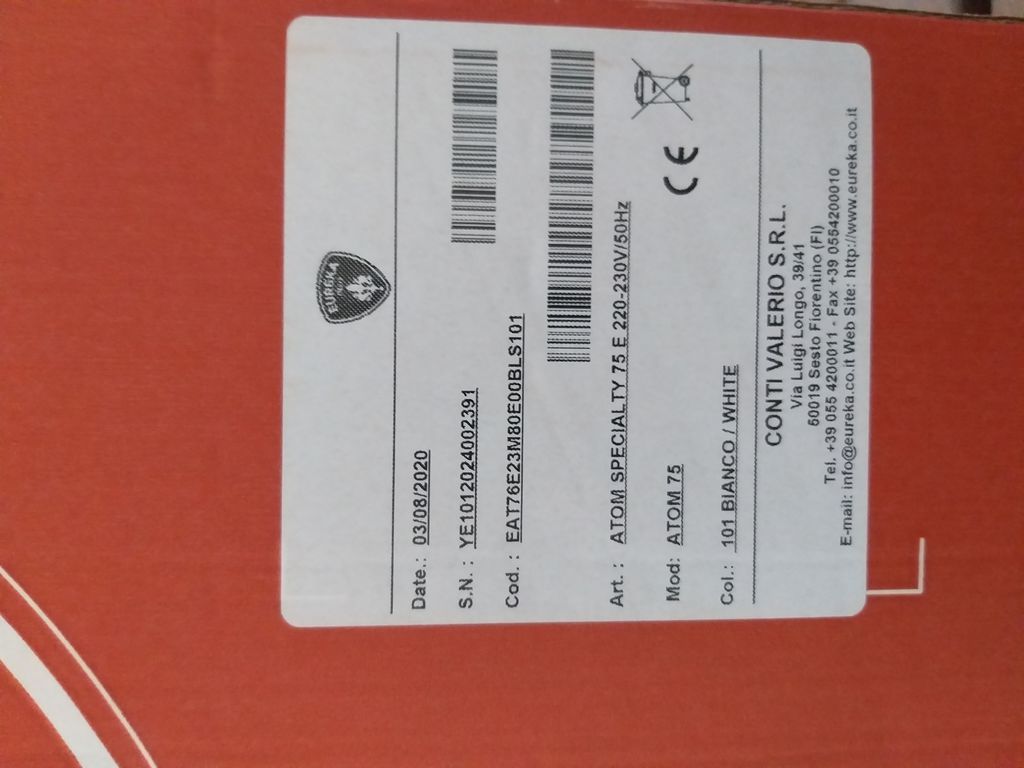 EUREKA
Date.: 03/08/2020
S.N. : YE1012024002391
Cod. : EAT76E23M80E00BLS101
Art. : ATOM SPECIALTY 75 E 220-230V/50Hz
Mod: ATOM 75
CE
Col.: 101 BIANCO / WHITE
CONTI VALERIO S.R.L.
Via Luigi Longo, 39/41
50019 Sesto Fiorentino (FI)
Tel. +39 055 4200011 - Fax +39 0554200010
E-mail: info@eureka.co.it Web Site: http://www.eureka.co.it